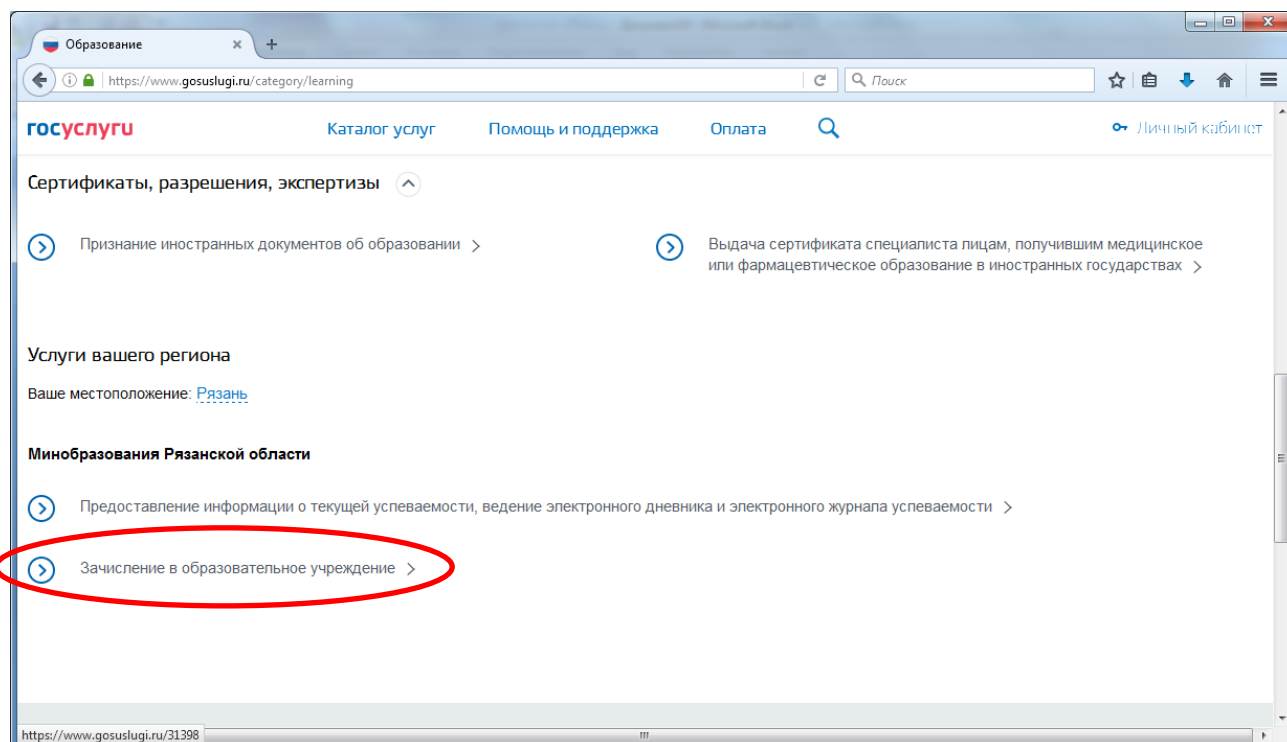 Образование
https://www.gosuslugi.ru/category/learning
Поиск
госуслуги
Каталог услуг
Помощь и поддержка
Оплата
Личный кабинет
Сертификаты, разрешения, экспертизы
Признание иностранных документов об образовании
Выдача сертификата специалиста лицам, получившим медицинское
или фармацевтическое образование в иностранных государствах
Услуги вашего региона
Ваше местоположение: Рязань
Минобразования Рязанской области
Предоставление информации о текущей успеваемости, ведение электронного дневника и электронного журнала успеваемости
Зачисление в образовательное учреждение
https://www.gosuslugi.ru/31398